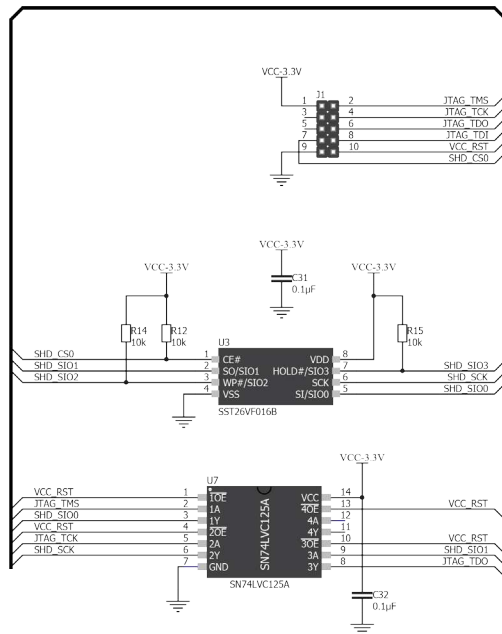 VCC-3.3V
J1
1 2 JTAG_TMS
3 4 JTAG_TCK
5 6 JTAG_TDO
7 8 JTAG_TDI
9 10 VCC_RST
SHD_CS0
VCC-3.3V
C31
0.1µF
VCC-3.3V
VCC-3.3V
R14
10k
R12
10k
R15
10k
U3
SHD_CS0 1 CE# VDD 8
SHD_SIO1 2 SO/SIO1 HOLD#/SIO3 7 SHD_SIO3
SHD_SIO2 3 WP#/SIO2 SCK 6 SHD_SCK
4 VSS SI/SIO0 5 SHD_SIO0
SST26VF016B
VCC-3.3V
U7
VCC_RST 1 1OE VCC 14
JTAG_TMS 2 1A 4OE 13 VCC_RST
SHD_SIO0 3 1Y 4A 12
VCC_RST 4 2OE 4Y 11
JTAG_TCK 5 2A 3OE 10 VCC_RST
SHD_SCK 6 2Y 3A 9 SHD_SIO1
7 GND 3Y 8 JTAG_TDO
SN74LVC125A
SN74LVC125A
C32
0.1µF